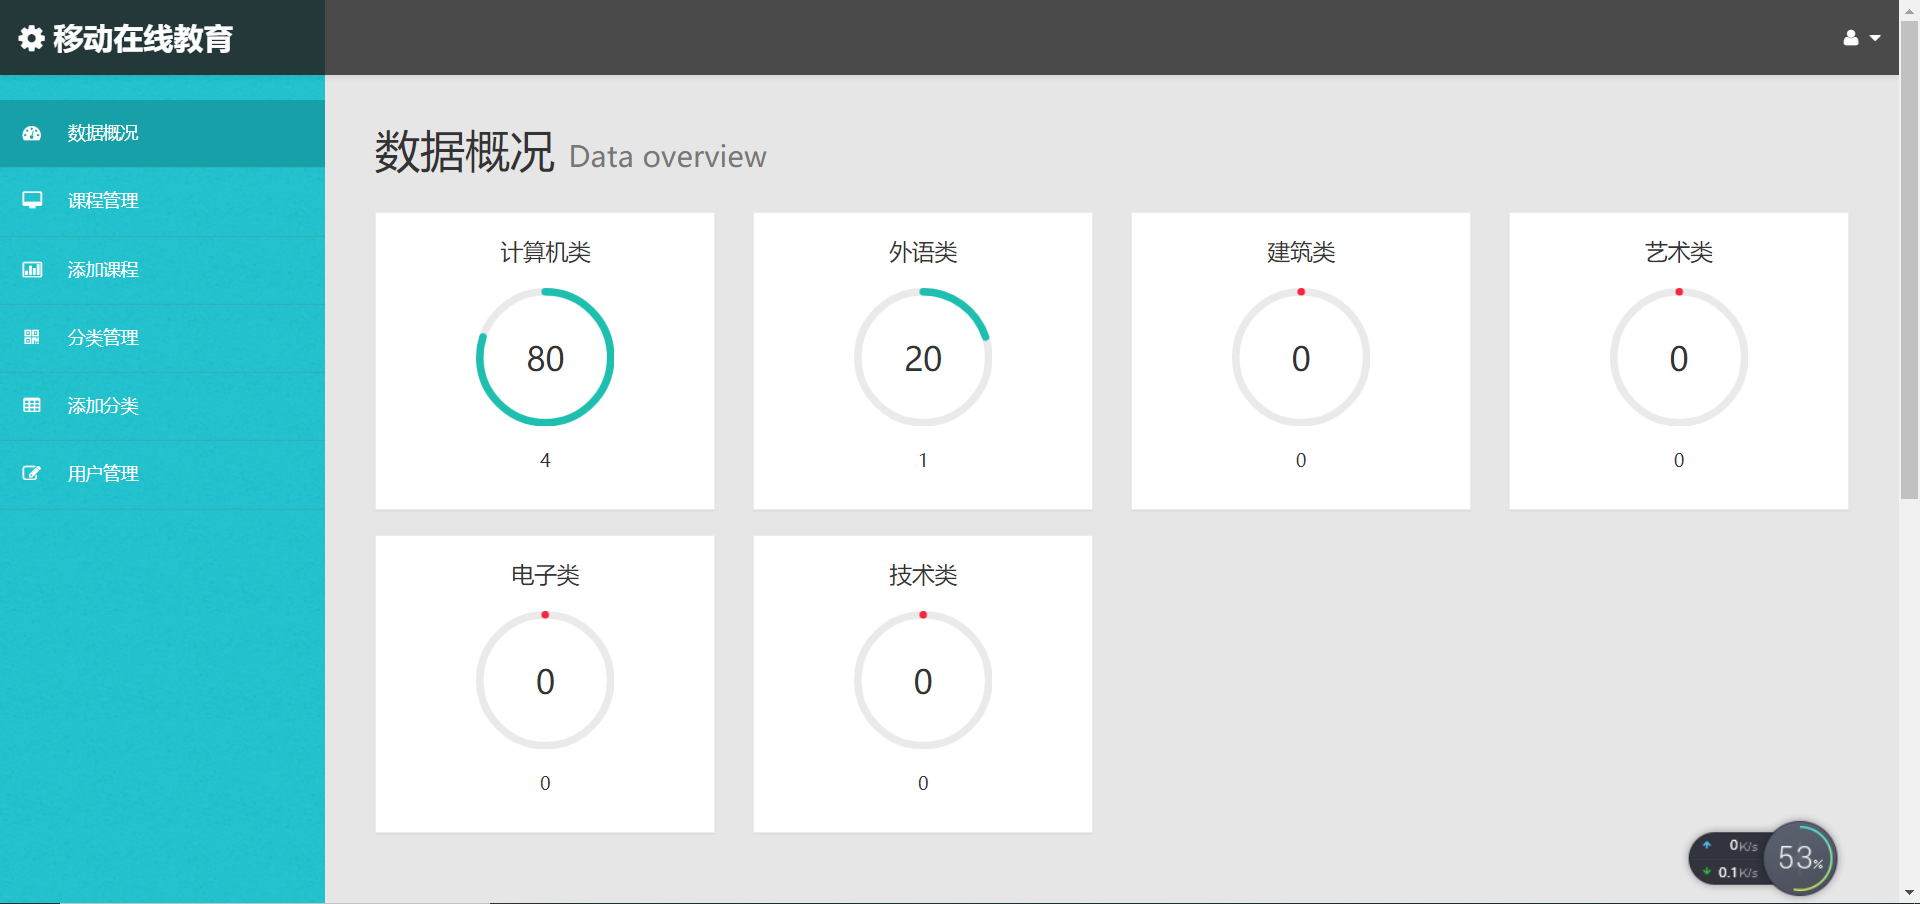 移动在线教育
数据概况
课程管理
添加课程
分类管理
添加分类
用户管理
数据概况 Data overview
计算机类
80
4
外语类
20
1
建筑类
0
0
艺术类
0
0
电子类
0
0
技术类
0
0
0K/s
0.1K/s
53%